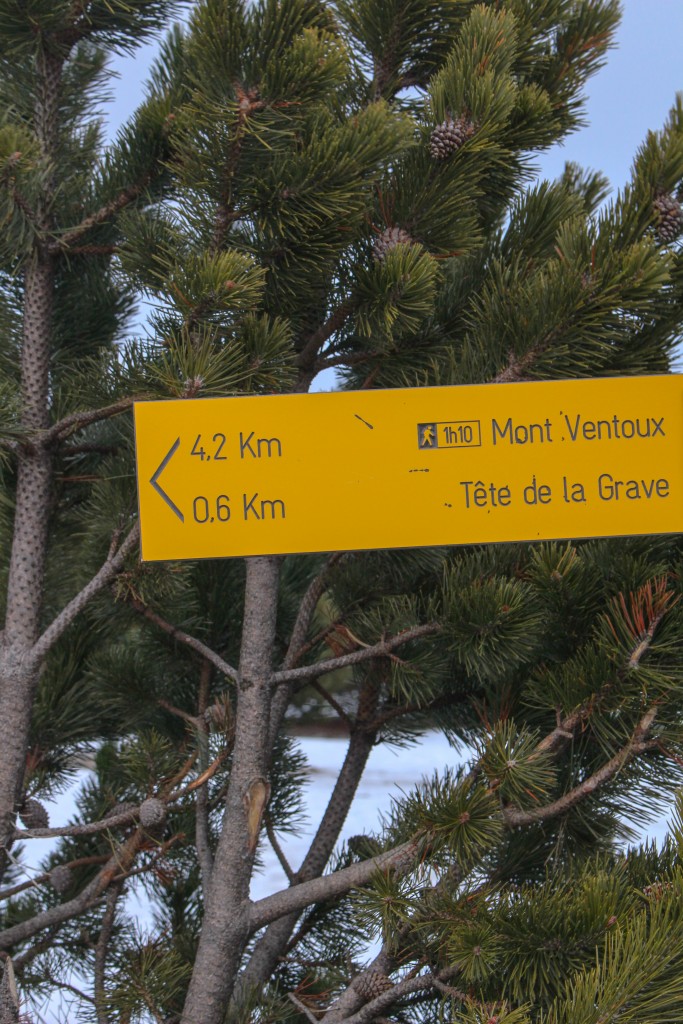 4,2 Km 1h10 Mont Ventoux
0,6 Km Tête de la Grave